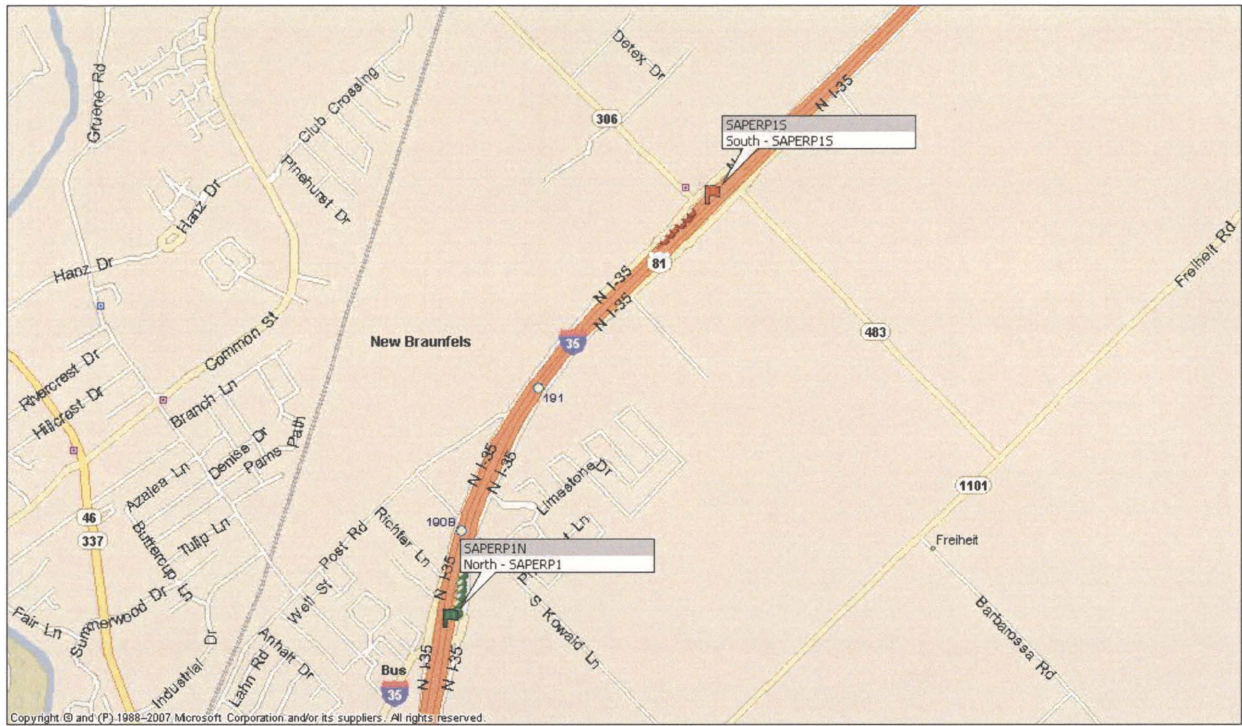 Gruene Rd
Club Crossing
Pinehurst Dr
Hanz Dr
Hanz Dr
Detex Dr
306
SAPERP1S
South - SAPERP1S
N I-35
81
N I-35
N I-35
35
New Braunfels
483
Freiheit Rd
Common St
Rivercrest Dr
Hillcrest Dr
Branch Ln
Denise Dr
Pams Path
Azalea Ln
191
N I-35
N I-35
Limestone Dr
1101
46
337
Buttercup Ln
Tulip Ln
Richter Ln
Post Rd
190B
Freiheit
SAPERP1N
North - SAPERP1
N I-35
Well St
S Kowald Ln
Barbarossa Rd
Fair Ln
Summerwood Dr
Industrial Dr
Lahn Rd
Anhalt Dr
Bus
35
N I-35
N I-35
Copyright © and (P) 1988–2007 Microsoft Corporation and/or its suppliers. All rights reserved.